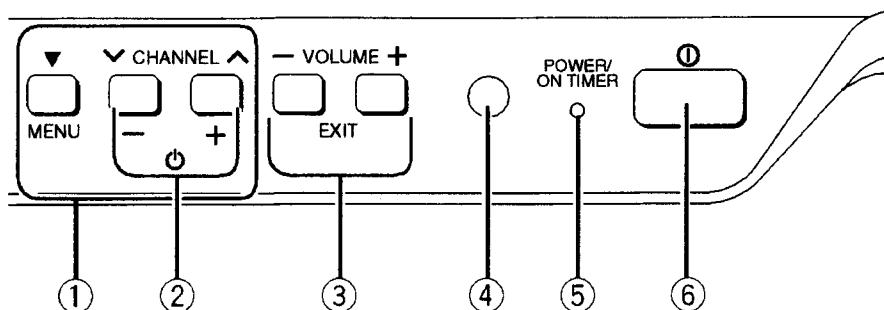 ▼ ∨ CHANNEL ∧ − VOLUME + POWER/
ON TIMER
MENU − + EXIT
① ② ③ ④ ⑤ ⑥